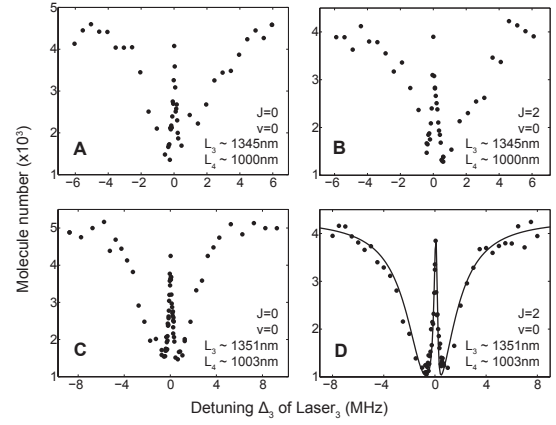 Molecule number (x10³)
5
4
3
2
1
A
J=0
v=0
L₃ ~ 1345nm
L₄ ~ 1000nm
-6 -4 -2 0 2 4 6
4
3
2
1
B
J=2
v=0
L₃ ~ 1345nm
L₄ ~ 1000nm
-6 -4 -2 0 2 4 6
5
4
3
2
1
C
J=0
v=0
L₃ ~ 1351nm
L₄ ~ 1003nm
-8 -4 0 4 8
4
3
2
1
D
J=2
v=0
L₃ ~ 1351nm
L₄ ~ 1003nm
-8 -4 0 4 8
Detuning Δ₃ of Laser₃ (MHz)